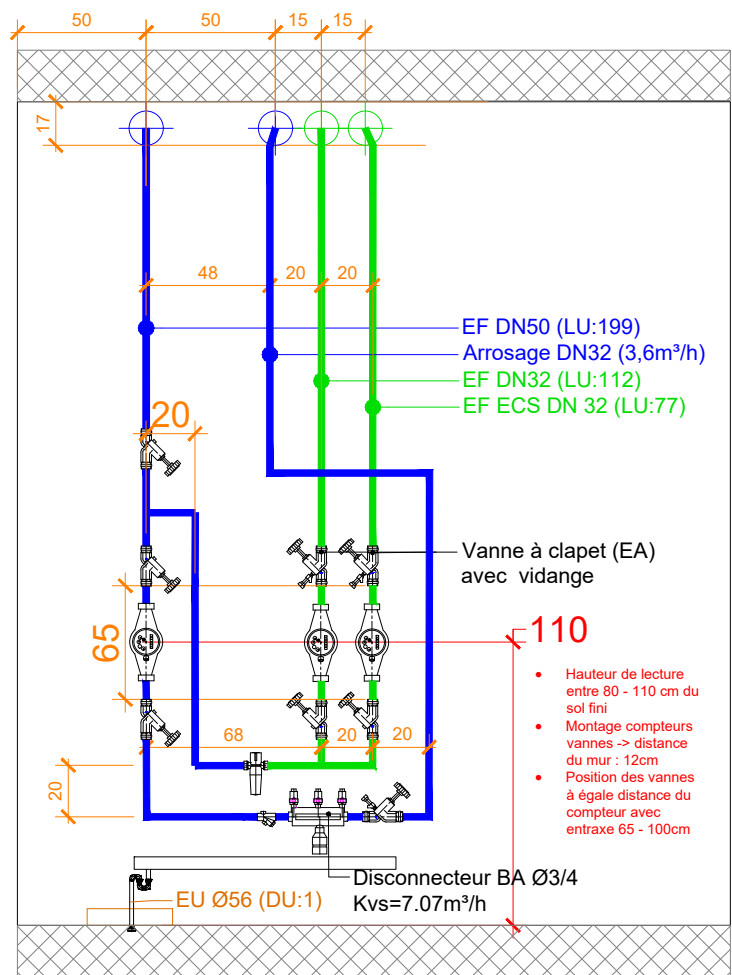 50
50
15
15
17
48
20
20
EF DN50 (LU:199)
Arrosage DN32 (3,6m³/h)
EF DN32 (LU:112)
EF ECS DN 32 (LU:77)
20
Vanne à clapet (EA)
avec vidange
65
110
• Hauteur de lecture
entre 80 - 110 cm du
sol fini
• Montage compteurs
vannes -> distance
du mur : 12cm
• Position des vannes
à égale distance du
compteur avec
entraxe 65 - 100cm
68
20
20
20
Disconnecteur BA Ø3/4
Kvs=7.07m³/h
EU Ø56 (DU:1)